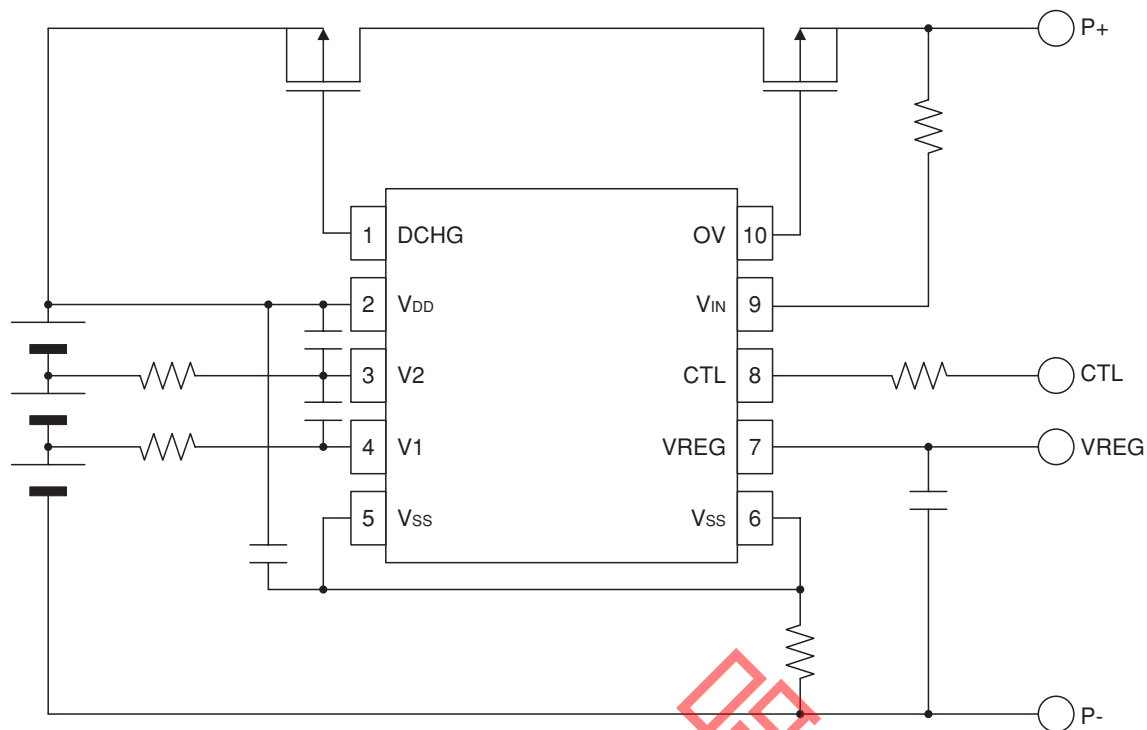 P+
1 DCHG OV 10
2 VDD VIN 9
3 V2 CTL 8 CTL
4 V1 VREG 7 VREG
5 VSS VSS 6
P-